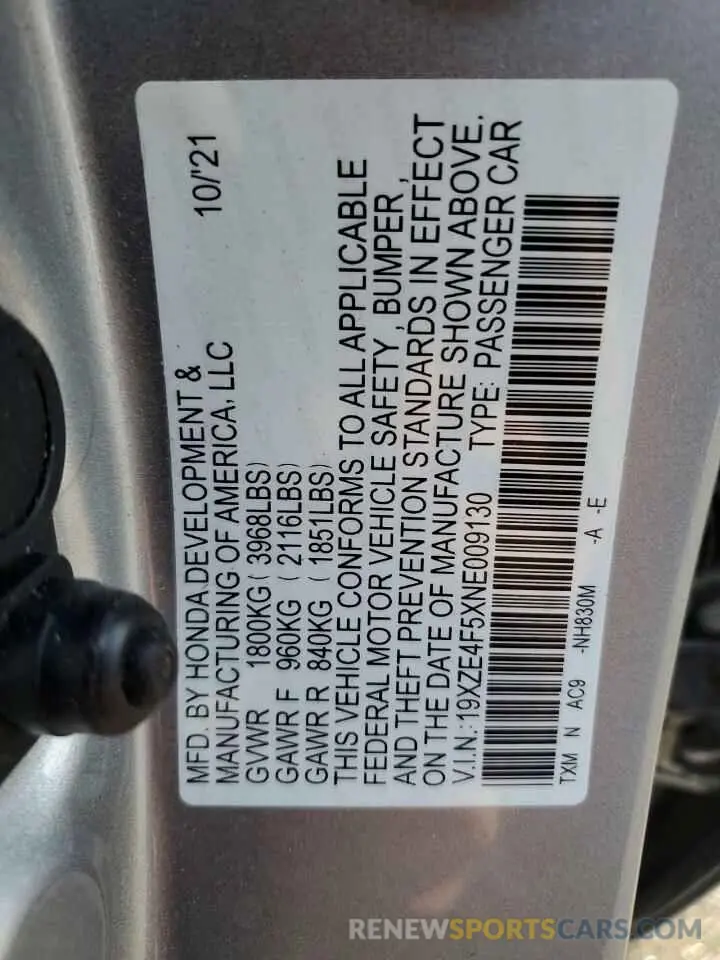 MFD. BY HONDA DEVELOPMENT &
MANUFACTURING OF AMERICA, LLC 10/'21
GVWR 1800KG ( 3968LBS)
GAWR F 960KG ( 2116LBS)
GAWR R 840KG ( 1851LBS)
THIS VEHICLE CONFORMS TO ALL APPLICABLE
FEDERAL MOTOR VEHICLE SAFETY , BUMPER ,
AND THEFT PREVENTION STANDARDS IN EFFECT
ON THE DATE OF MANUFACTURE SHOWN ABOVE.
V.I.N.:19XZE4F5XNE009130 TYPE: PASSENGER CAR
TXM N AC9 -NH830M -A -E
RENEWSPORTSCARS.COM